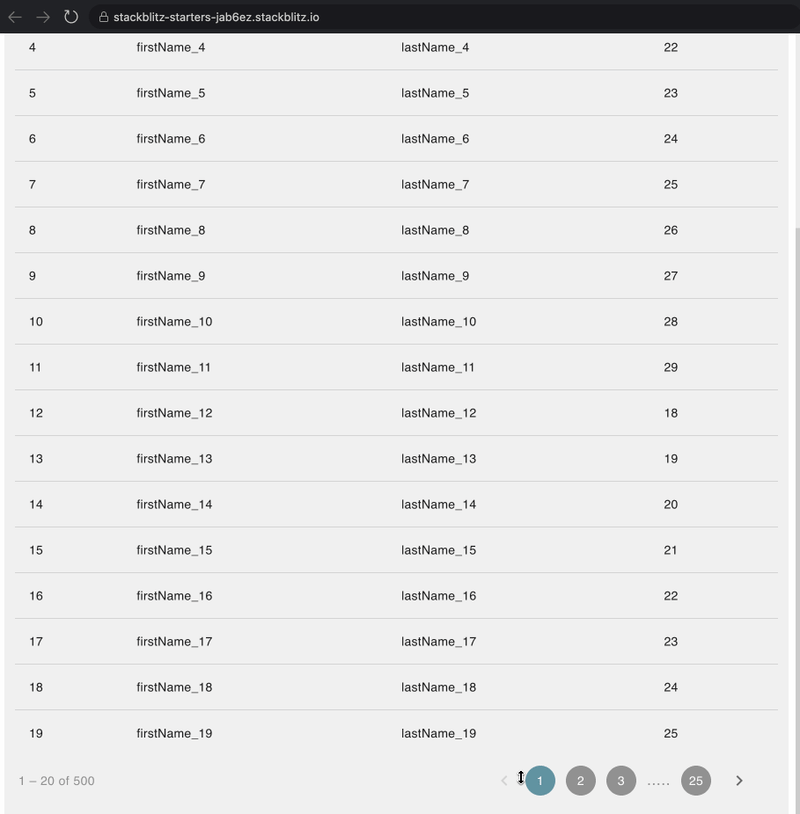 stackblitz-starters-jab6ez.stackblitz.io
4 firstName_4 lastName_4 22
5 firstName_5 lastName_5 23
6 firstName_6 lastName_6 24
7 firstName_7 lastName_7 25
8 firstName_8 lastName_8 26
9 firstName_9 lastName_9 27
10 firstName_10 lastName_10 28
11 firstName_11 lastName_11 29
12 firstName_12 lastName_12 18
13 firstName_13 lastName_13 19
14 firstName_14 lastName_14 20
15 firstName_15 lastName_15 21
16 firstName_16 lastName_16 22
17 firstName_17 lastName_17 23
18 firstName_18 lastName_18 24
19 firstName_19 lastName_19 25
1 – 20 of 500 1 2 3 ..... 25